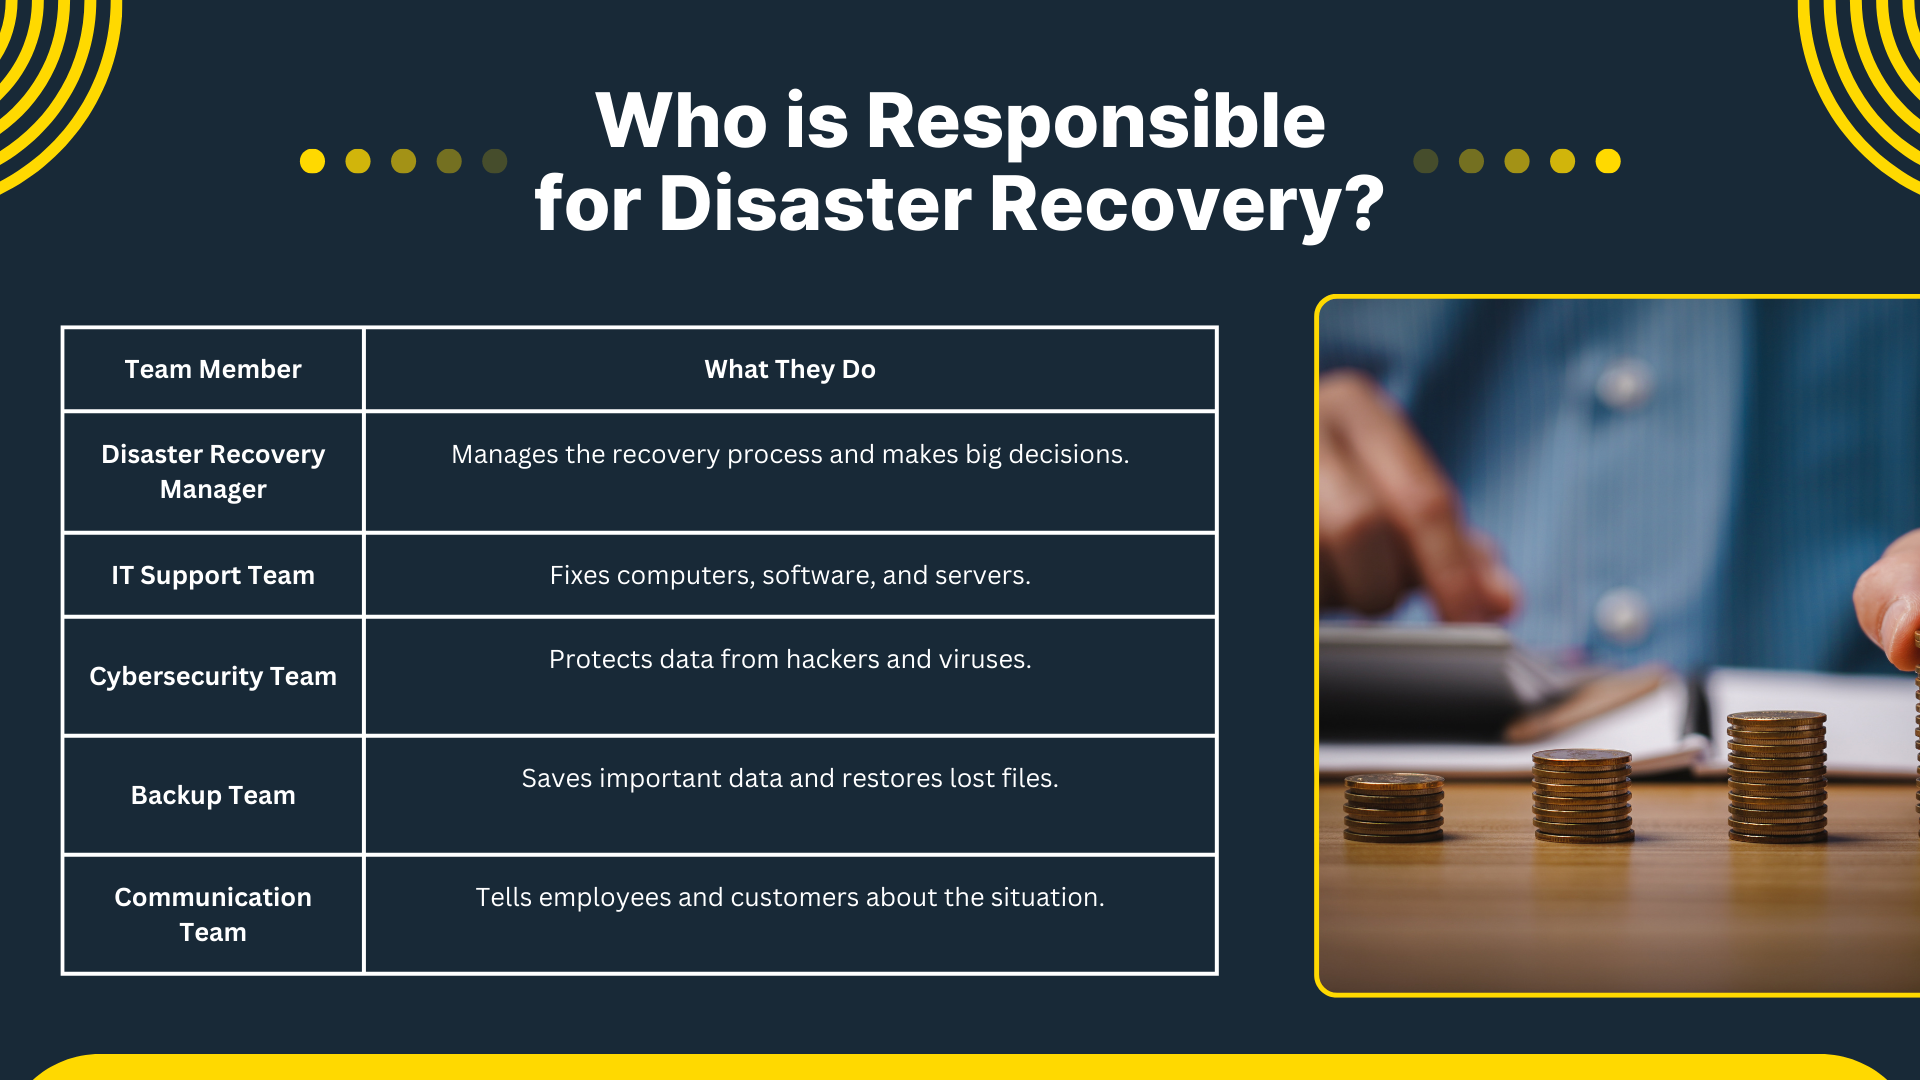 Who is Responsible
for Disaster Recovery?
Team Member
What They Do
Disaster Recovery
Manager
Manages the recovery process and makes big decisions.
IT Support Team
Fixes computers, software, and servers.
Cybersecurity Team
Protects data from hackers and viruses.
Backup Team
Saves important data and restores lost files.
Communication
Team
Tells employees and customers about the situation.